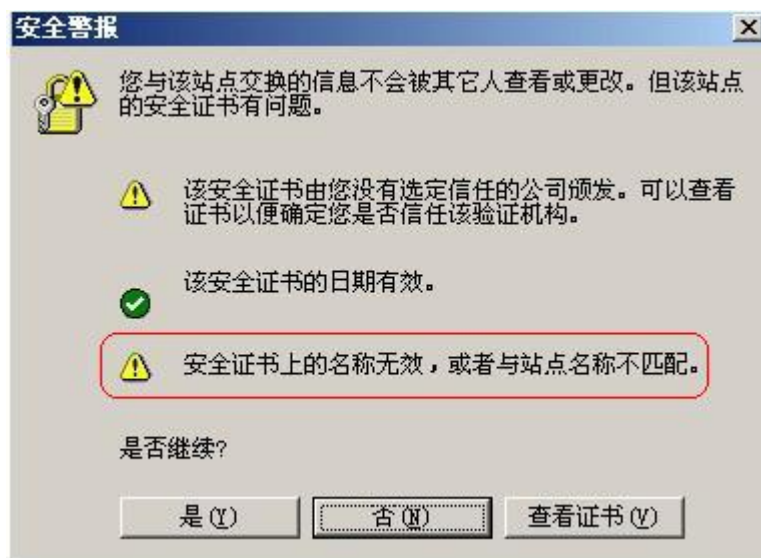 安全警报
您与该站点交换的信息不会被其它人查看或更改。但该站点
的安全证书有问题。
该安全证书由您没有选定信任的公司颁发。可以查看
证书以便确定您是否信任该验证机构。
该安全证书的日期有效。
安全证书上的名称无效，或者与站点名称不匹配。
是否继续?
是(Y) 否(N) 查看证书(V)